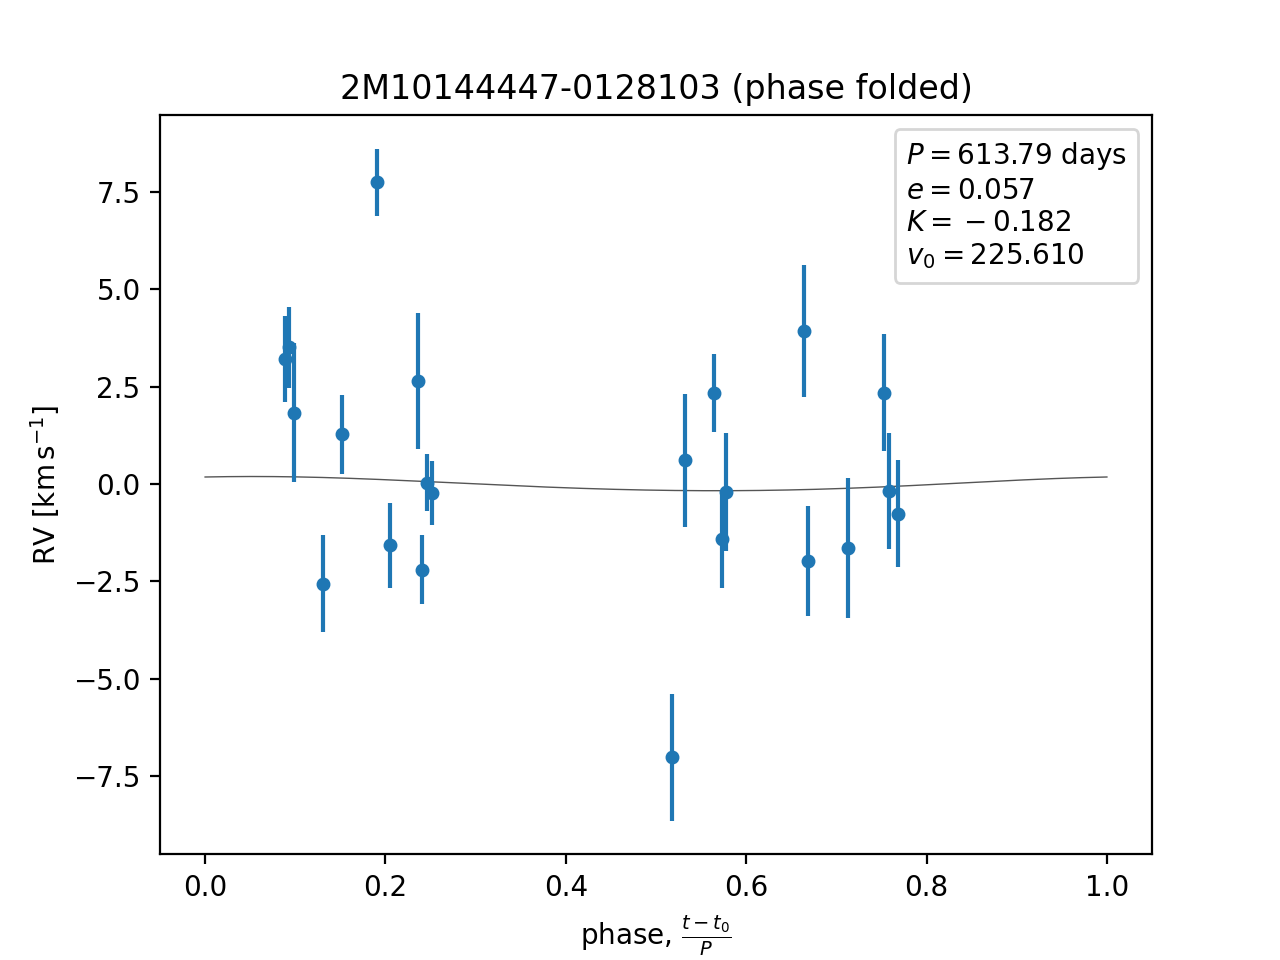 2M10144447-0128103 (phase folded)
P = 613.79 days
e = 0.057
K = −0.182
v₀ = 225.610
7.5
5.0
2.5
0.0
−2.5
−5.0
−7.5
RV [km s⁻¹]
0.0 0.2 0.4 0.6 0.8 1.0
phase, (t − t₀)/P